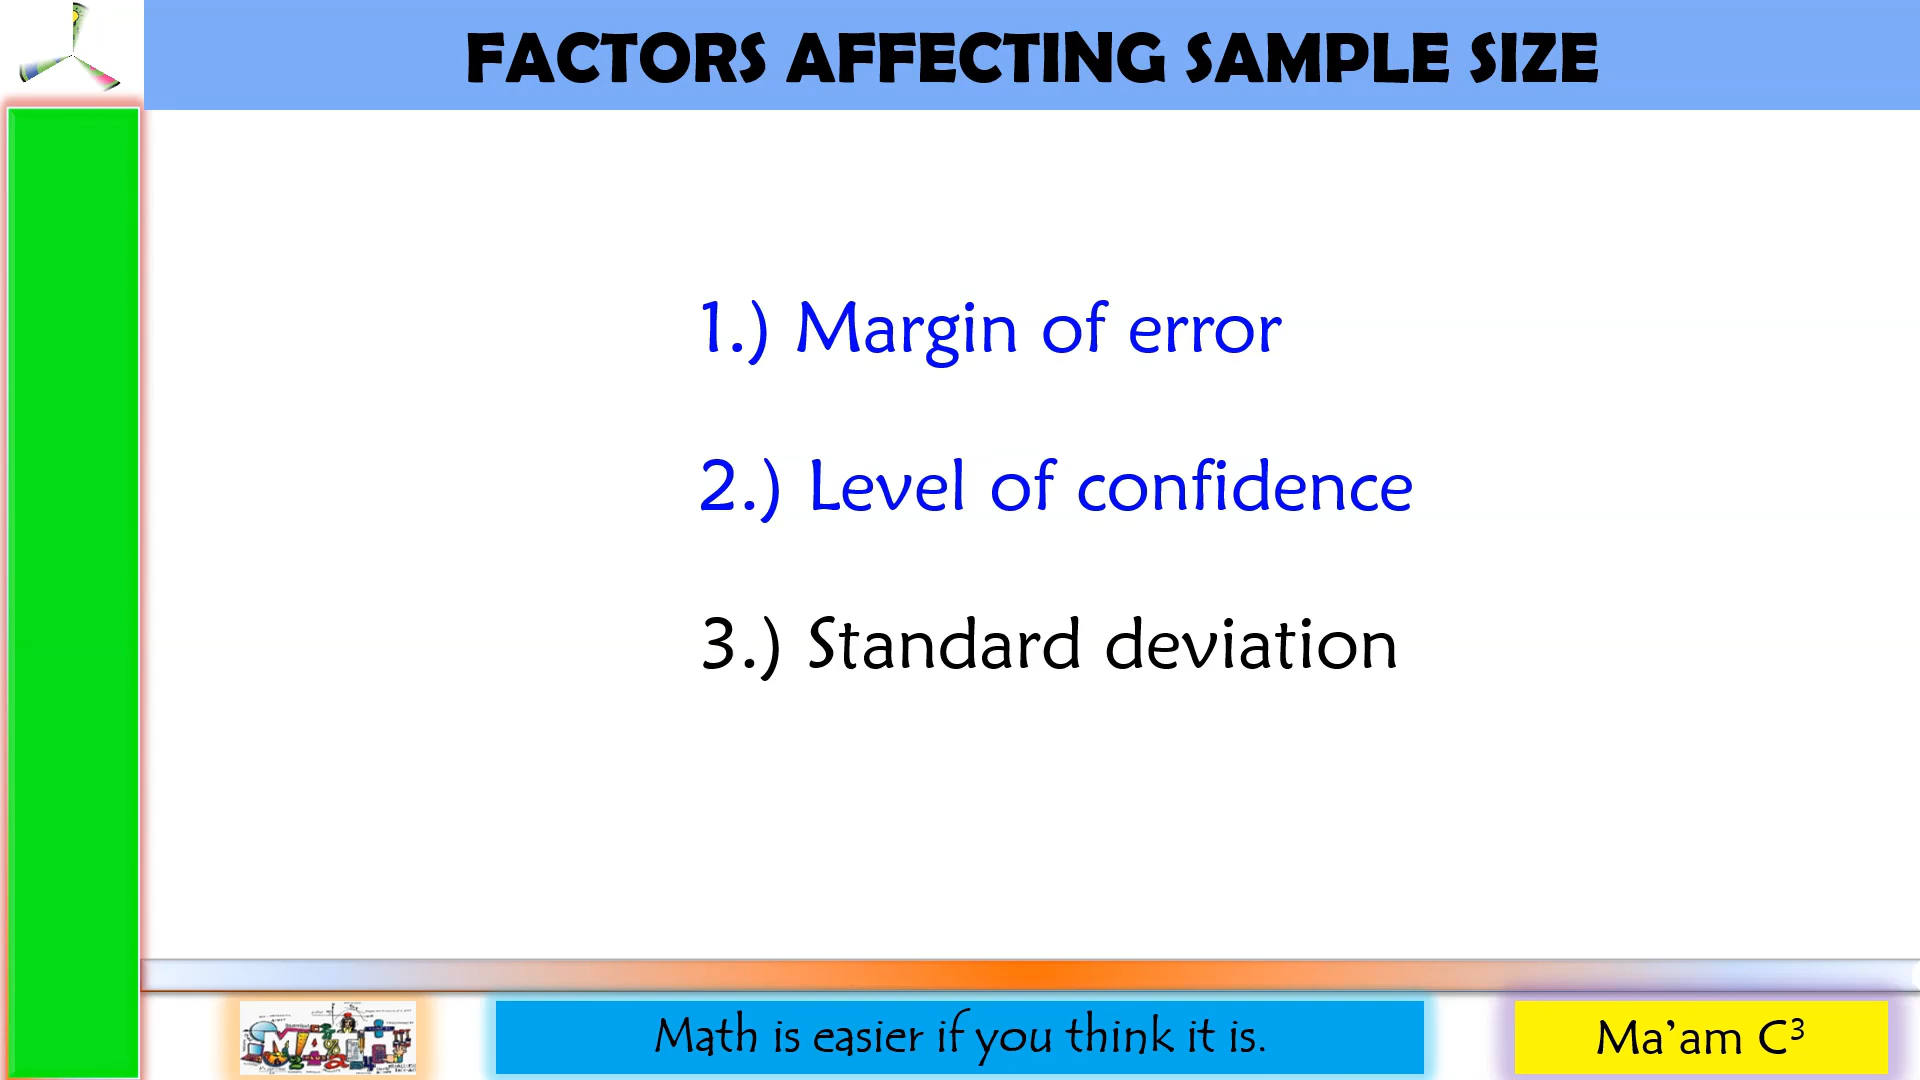 FACTORS AFFECTING SAMPLE SIZE
1.) Margin of error
2.) Level of confidence
3.) Standard deviation
MATH
Math is easier if you think it is.
Ma’am C³